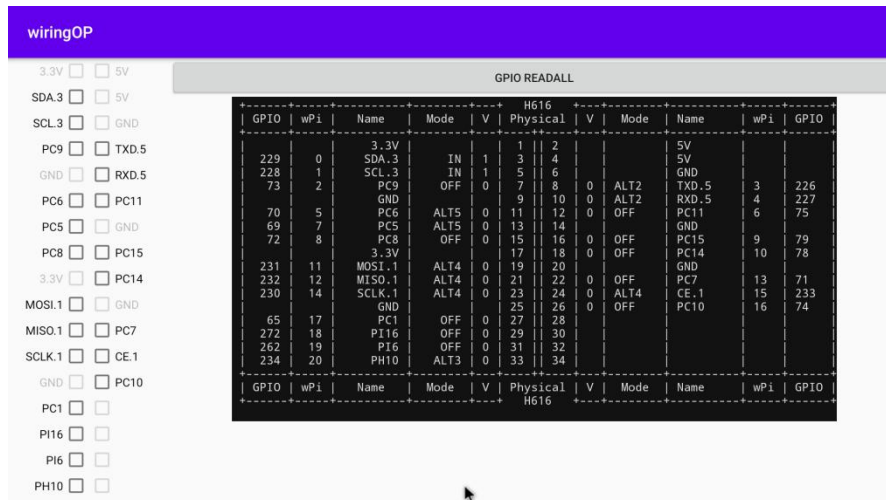 wiringOP
3.3V 5V
SDA.3 5V
SCL.3 GND
PC9 TXD.5
GND RXD.5
PC6 PC11
PC5 GND
PC8 PC15
3.3V PC14
MOSI.1 GND
MISO.1 PC7
SCLK.1 CE.1
GND PC10
PC1
PI16
PI6
PH10
GPIO READALL
+------+-----+----------+--------+---+   H616   +---+--------+----------+-----+------+
| GPIO | wPi |   Name   |  Mode  | V | Physical | V |  Mode  | Name     | wPi | GPIO |
+------+-----+----------+--------+---+----++----+---+--------+----------+-----+------+
|      |     |     3.3V |        |   |  1 || 2  |   |        | 5V       |     |      |
|  229 |   0 |    SDA.3 |     IN | 1 |  3 || 4  |   |        | 5V       |     |      |
|  228 |   1 |    SCL.3 |     IN | 1 |  5 || 6  |   |        | GND      |     |      |
|   73 |   2 |      PC9 |    OFF | 0 |  7 || 8  | 0 | ALT2   | TXD.5    | 3   | 226  |
|      |     |      GND |        |   |  9 || 10 | 0 | ALT2   | RXD.5    | 4   | 227  |
|   70 |   5 |      PC6 |   ALT5 | 0 | 11 || 12 | 0 | OFF    | PC11     | 6   | 75   |
|   69 |   7 |      PC5 |   ALT5 | 0 | 13 || 14 |   |        | GND      |     |      |
|   72 |   8 |      PC8 |    OFF | 0 | 15 || 16 | 0 | OFF    | PC15     | 9   | 79   |
|      |     |     3.3V |        |   | 17 || 18 | 0 | OFF    | PC14     | 10  | 78   |
|  231 |  11 |   MOSI.1 |   ALT4 | 0 | 19 || 20 |   |        | GND      |     |      |
|  232 |  12 |   MISO.1 |   ALT4 | 0 | 21 || 22 | 0 | OFF    | PC7      | 13  | 71   |
|  230 |  14 |   SCLK.1 |   ALT4 | 0 | 23 || 24 | 0 | ALT4   | CE.1     | 15  | 233  |
|      |     |      GND |        |   | 25 || 26 | 0 | OFF    | PC10     | 16  | 74   |
|   65 |  17 |      PC1 |    OFF | 0 | 27 || 28 |   |        |          |     |      |
|  272 |  18 |     PI16 |    OFF | 0 | 29 || 30 |   |        |          |     |      |
|  262 |  19 |      PI6 |    OFF | 0 | 31 || 32 |   |        |          |     |      |
|  234 |  20 |     PH10 |   ALT3 | 0 | 33 || 34 |   |        |          |     |      |
+------+-----+----------+--------+---+----++----+---+--------+----------+-----+------+
| GPIO | wPi |   Name   |  Mode  | V | Physical | V |  Mode  | Name     | wPi | GPIO |
+------+-----+----------+--------+---+   H616   +---+--------+----------+-----+------+